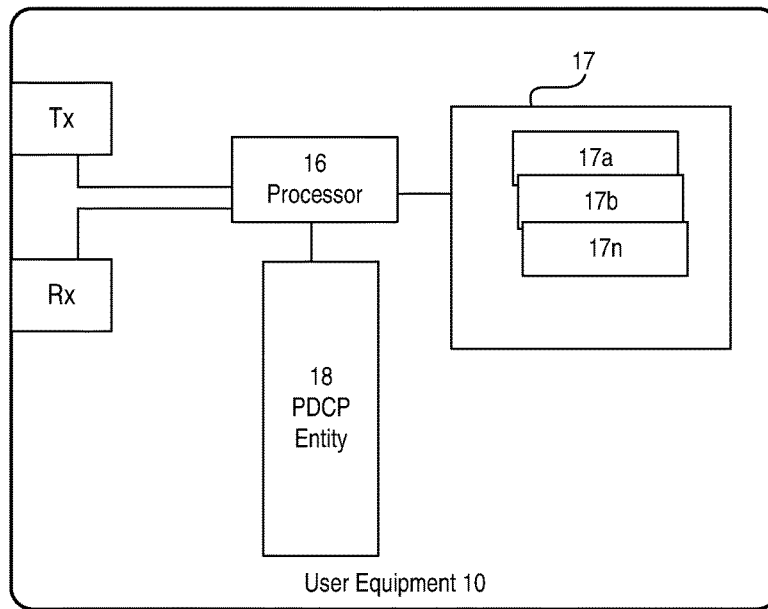 17
Tx
16
Processor
17a
17b
17n
Rx
18
PDCP
Entity
User Equipment 10